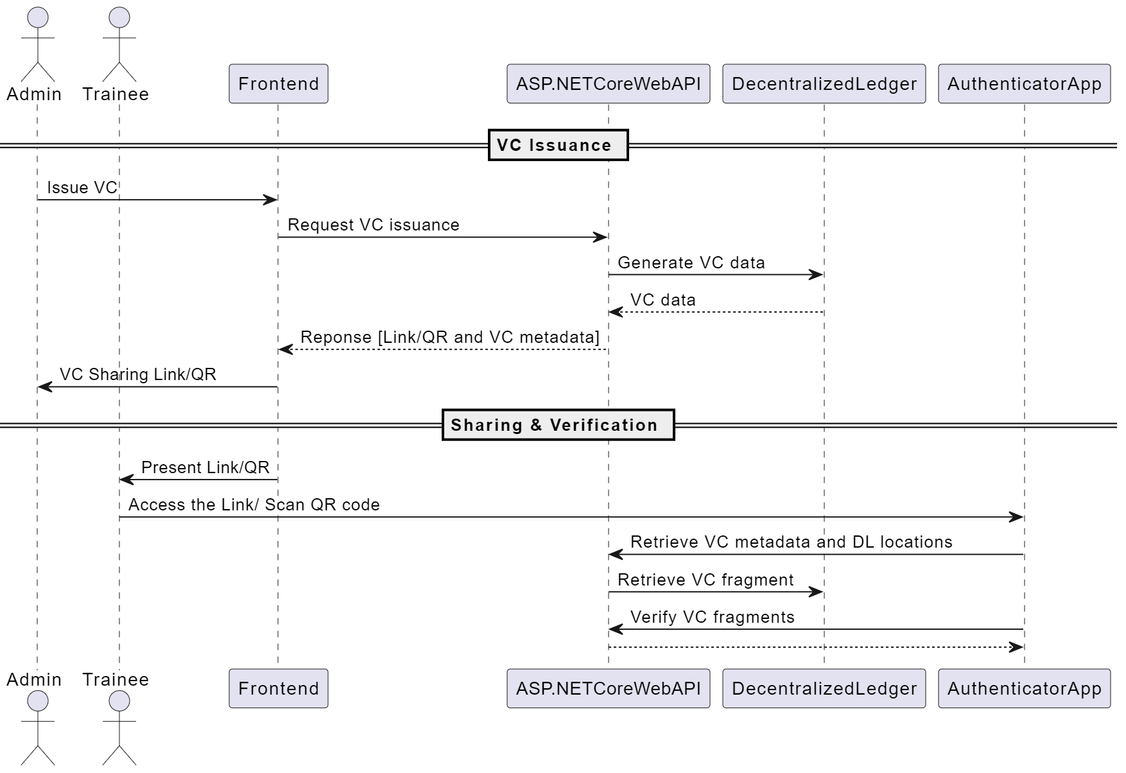 Admin
Trainee
Frontend
ASP.NETCoreWebAPI
DecentralizedLedger
AuthenticatorApp
VC Issuance
Issue VC
Request VC issuance
Generate VC data
VC data
Reponse [Link/QR and VC metadata]
VC Sharing Link/QR
Sharing & Verification
Present Link/QR
Access the Link/ Scan QR code
Retrieve VC metadata and DL locations
Retrieve VC fragment
Verify VC fragments
Admin
Trainee
Frontend
ASP.NETCoreWebAPI
DecentralizedLedger
AuthenticatorApp